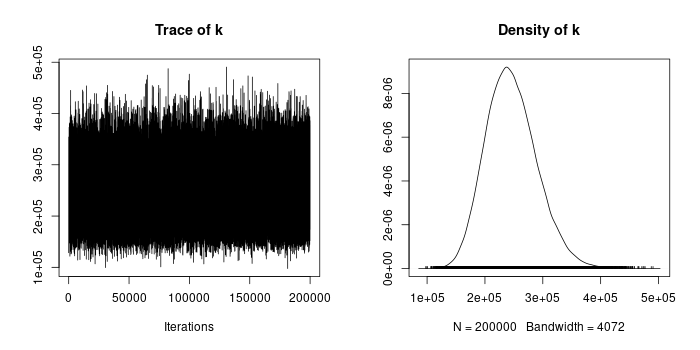 Trace of k
5e+05
4e+05
3e+05
2e+05
1e+05
0 50000 100000 150000 200000
Iterations
Density of k
8e-06
6e-06
4e-06
2e-06
0e+00
1e+05 2e+05 3e+05 4e+05 5e+05
N = 200000 Bandwidth = 4072